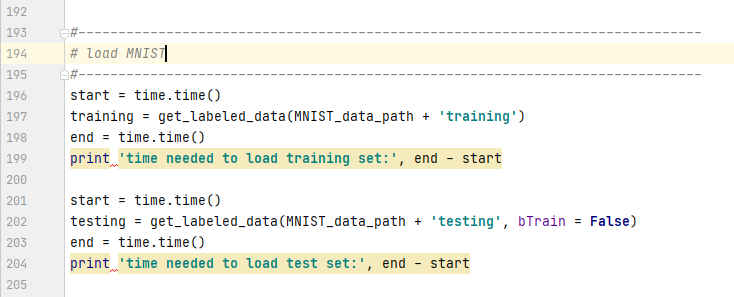 192
193 #------------------------------------------------------------------------------
194 # load MNIST
195 #------------------------------------------------------------------------------
196 start = time.time()
197 training = get_labeled_data(MNIST_data_path + 'training')
198 end = time.time()
199 print 'time needed to load training set:', end - start
200
201 start = time.time()
202 testing = get_labeled_data(MNIST_data_path + 'testing', bTrain = False)
203 end = time.time()
204 print 'time needed to load test set:', end - start
205